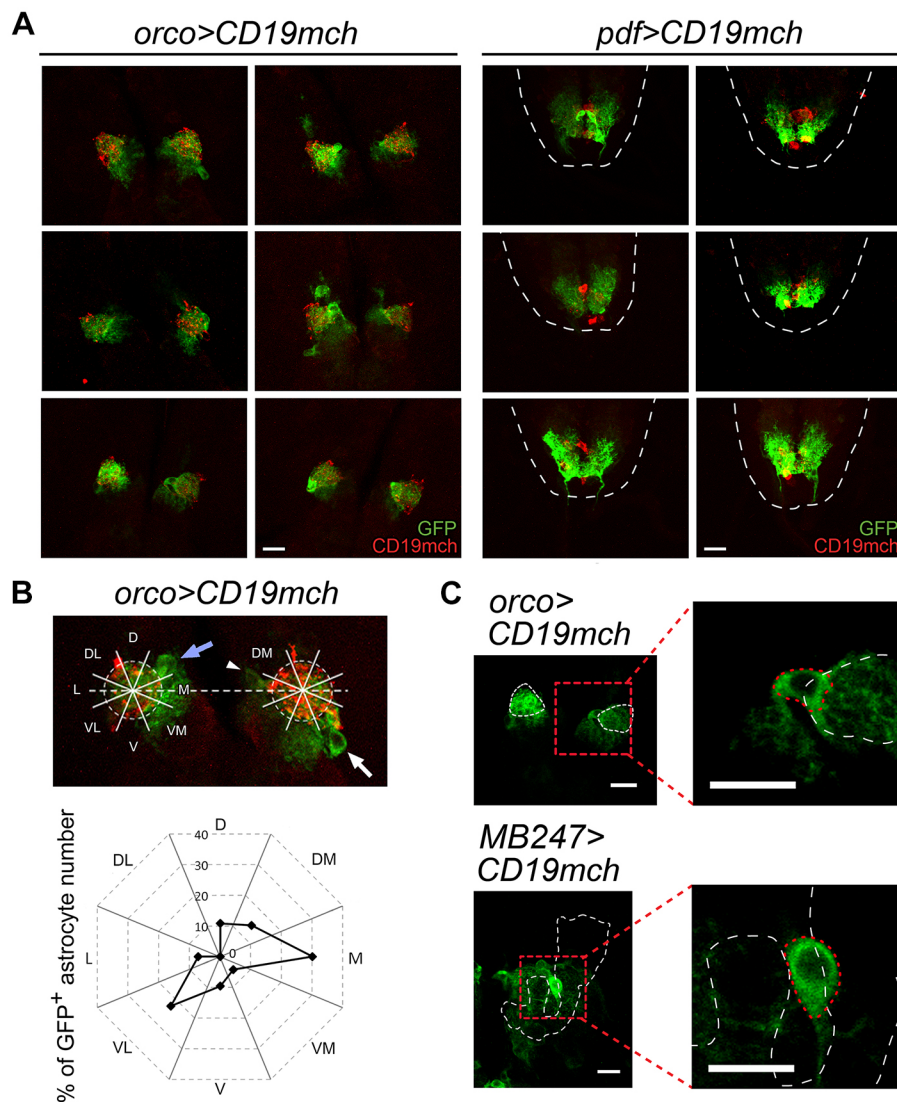 A
orco>CD19mch
pdf>CD19mch
GFP
CD19mch
GFP
CD19mch
B
orco>CD19mch
D
DL
DM
L
M
VL
VM
V
% of GFP+ astrocyte number
D
40
30
20
10
0
DL
DM
L
M
VL
VM
V
C
orco>
CD19mch
MB247>
CD19mch